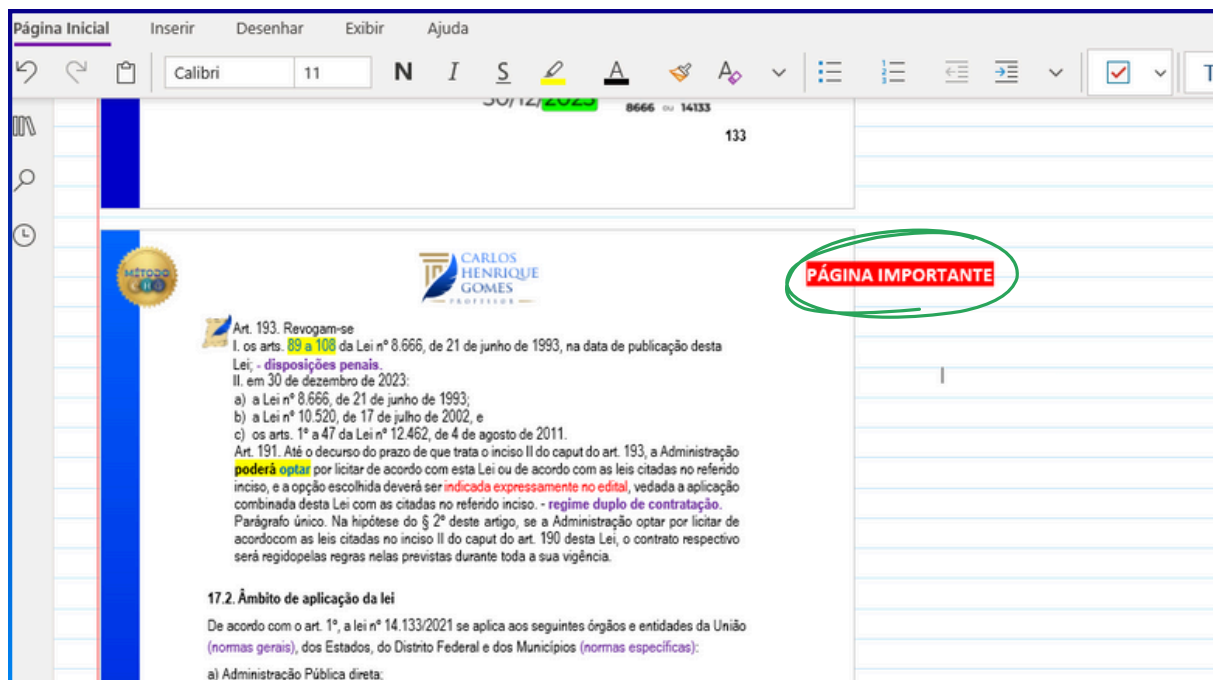 Página Inicial Inserir Desenhar Exibir Ajuda
Calibri 11 N I S A A
30/12/2023 8666 ou 14133
133
MÉTODO
CHG
CARLOS
HENRIQUE
GOMES
PROFESSOR
PÁGINA IMPORTANTE
Art. 193. Revogam-se
I. os arts. 89 a 108 da Lei nº 8.666, de 21 de junho de 1993, na data de publicação desta
Lei; - disposições penais.
II. em 30 de dezembro de 2023:
a) a Lei nº 8.666, de 21 de junho de 1993;
b) a Lei nº 10.520, de 17 de julho de 2002, e
c) os arts. 1º a 47 da Lei nº 12.462, de 4 de agosto de 2011.
Art. 191. Até o decurso do prazo de que trata o inciso II do caput do art. 193, a Administração
poderá optar por licitar de acordo com esta Lei ou de acordo com as leis citadas no referido
inciso, e a opção escolhida deverá ser indicada expressamente no edital, vedada a aplicação
combinada desta Lei com as citadas no referido inciso. - regime duplo de contratação.
Parágrafo único. Na hipótese do § 2º deste artigo, se a Administração optar por licitar de
acordocom as leis citadas no inciso II do caput do art. 190 desta Lei, o contrato respectivo
será regidopelas regras nelas previstas durante toda a sua vigência.
17.2. Âmbito de aplicação da lei
De acordo com o art. 1º, a lei nº 14.133/2021 se aplica aos seguintes órgãos e entidades da União
(normas gerais), dos Estados, do Distrito Federal e dos Municípios (normas específicas):
a) Administração Pública direta: